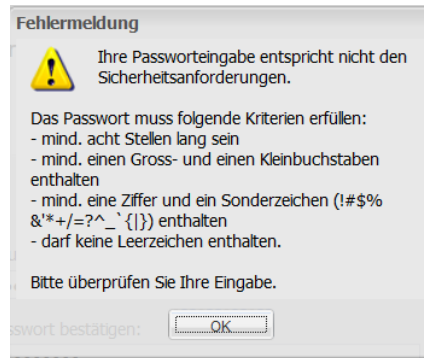 Fehlermeldung
Ihre Passworteingabe entspricht nicht den
Sicherheitsanforderungen.
Das Passwort muss folgende Kriterien erfüllen:
- mind. acht Stellen lang sein
- mind. einen Gross- und einen Kleinbuchstaben
enthalten
- mind. eine Ziffer und ein Sonderzeichen (!#$%
&'*+/=?^_`{|}) enthalten
- darf keine Leerzeichen enthalten.
Bitte überprüfen Sie Ihre Eingabe.
OK
swort bestätigen: